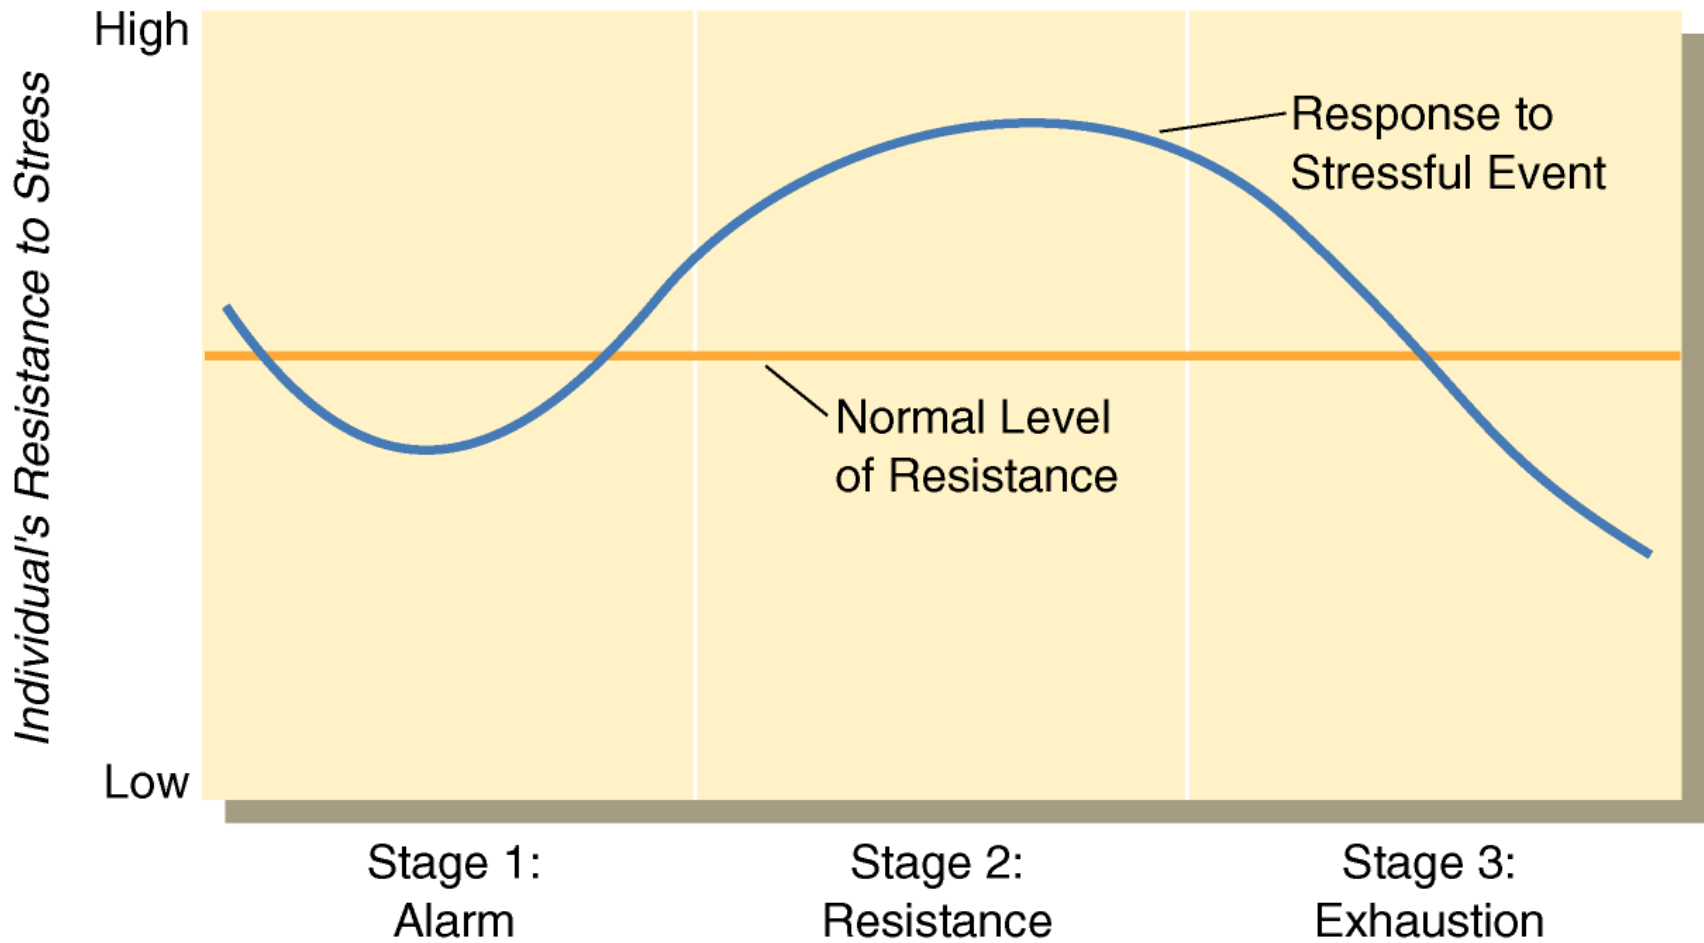 High
Individual's Resistance to Stress
Response to
Stressful Event
Normal Level
of Resistance
Low
Stage 1:
Alarm
Stage 2:
Resistance
Stage 3:
Exhaustion